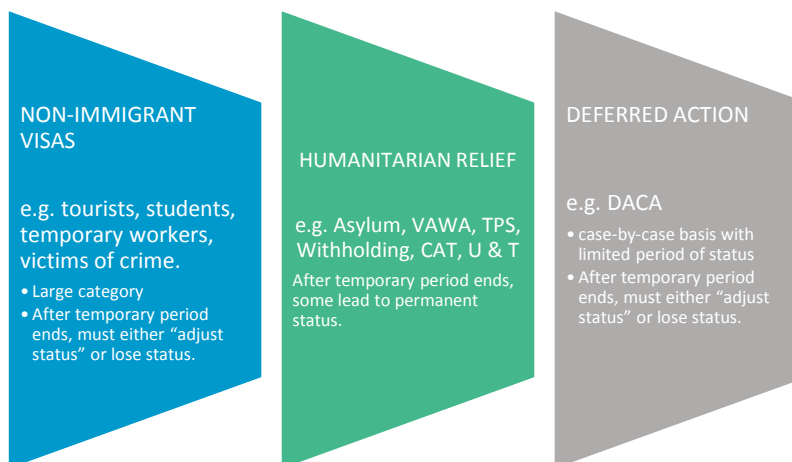 NON-IMMIGRANT
VISAS
e.g. tourists, students,
temporary workers,
victims of crime.
• Large category
• After temporary period
ends, must either “adjust
status” or lose status.
HUMANITARIAN RELIEF
e.g. Asylum, VAWA, TPS,
Withholding, CAT, U & T
After temporary period ends,
some lead to permanent
status.
DEFERRED ACTION
e.g. DACA
• case-by-case basis with
limited period of status
• After temporary period
ends, must either “adjust
status” or lose status.